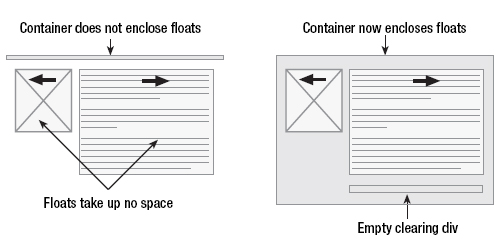 Container does not enclose floats
Container now encloses floats
Floats take up no space
Empty clearing div